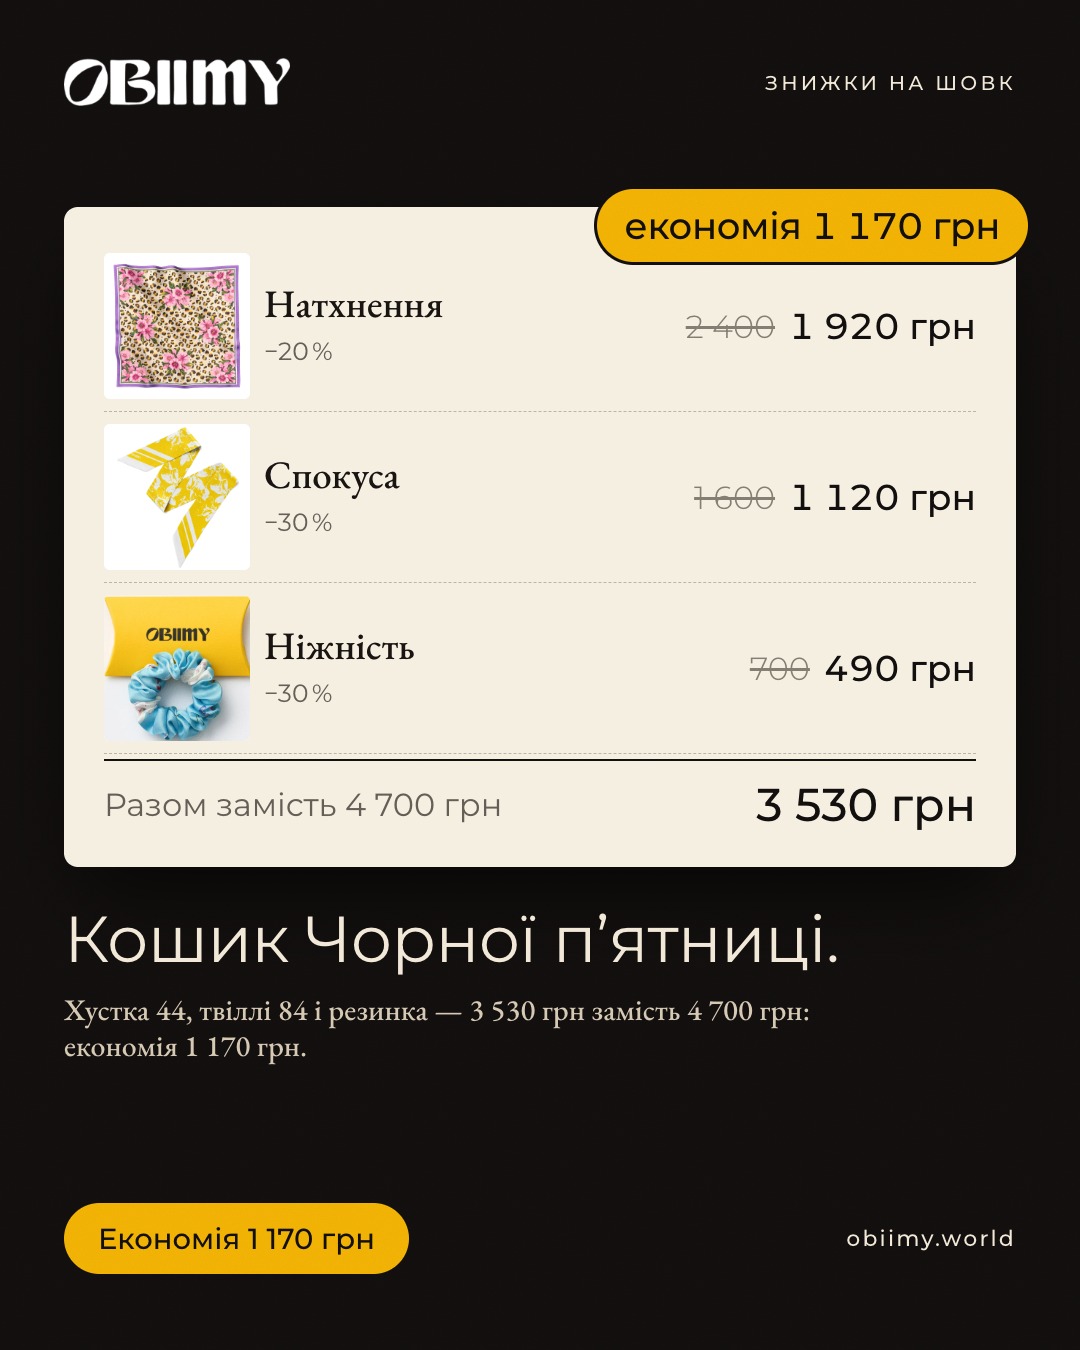 OBIIMY
ЗНИЖКИ НА ШОВК
економія 1 170 грн
Натхнення
−20 %
2 400 1 920 грн
Спокуса
−30 %
1 600 1 120 грн
OBIIMY
Ніжність
−30 %
700 490 грн
Разом замість 4 700 грн
3 530 грн
Кошик Чорної п’ятниці.
Хустка 44, твіллі 84 і резинка — 3 530 грн замість 4 700 грн:
економія 1 170 грн.
Економія 1 170 грн
obiimy.world